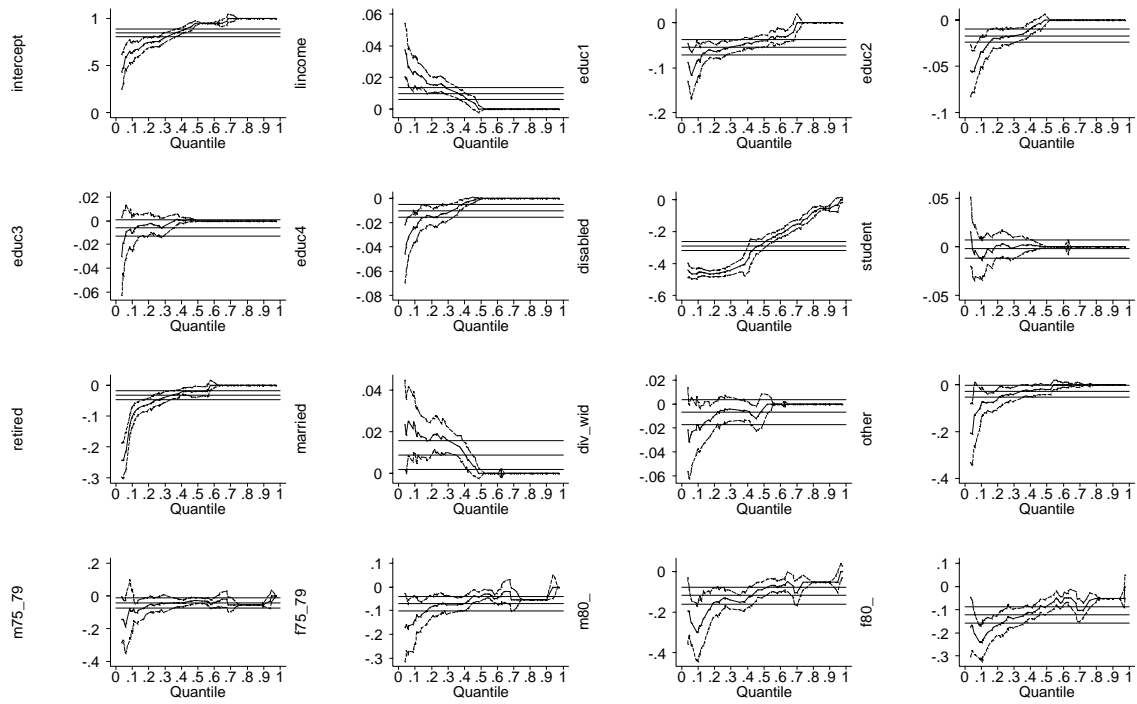 intercept
1
.5
0
0 .1 .2 .3 .4 .5 .6 .7 .8 .9 1
Quantile
lincome
.06
.04
.02
0
0 .1 .2 .3 .4 .5 .6 .7 .8 .9 1
Quantile
educ1
0
-.1
-.2
0 .1 .2 .3 .4 .5 .6 .7 .8 .9 1
Quantile
educ2
0
-.05
-.1
0 .1 .2 .3 .4 .5 .6 .7 .8 .9 1
Quantile
educ3
.02
0
-.02
-.04
-.06
0 .1 .2 .3 .4 .5 .6 .7 .8 .9 1
Quantile
educ4
0
-.02
-.04
-.06
-.08
0 .1 .2 .3 .4 .5 .6 .7 .8 .9 1
Quantile
disabled
0
-.2
-.4
-.6
0 .1 .2 .3 .4 .5 .6 .7 .8 .9 1
Quantile
student
.05
0
-.05
0 .1 .2 .3 .4 .5 .6 .7 .8 .9 1
Quantile
retired
0
-.1
-.2
-.3
0 .1 .2 .3 .4 .5 .6 .7 .8 .9 1
Quantile
married
.04
.02
0
0 .1 .2 .3 .4 .5 .6 .7 .8 .9 1
Quantile
div_wid
.02
0
-.02
-.04
-.06
0 .1 .2 .3 .4 .5 .6 .7 .8 .9 1
Quantile
other
0
-.2
-.4
0 .1 .2 .3 .4 .5 .6 .7 .8 .9 1
Quantile
m75_79
.2
0
-.2
-.4
0 .1 .2 .3 .4 .5 .6 .7 .8 .9 1
Quantile
f75_79
.1
0
-.1
-.2
-.3
0 .1 .2 .3 .4 .5 .6 .7 .8 .9 1
Quantile
m80_
0
-.2
-.4
0 .1 .2 .3 .4 .5 .6 .7 .8 .9 1
Quantile
f80_
.1
0
-.1
-.2
-.3
0 .1 .2 .3 .4 .5 .6 .7 .8 .9 1
Quantile